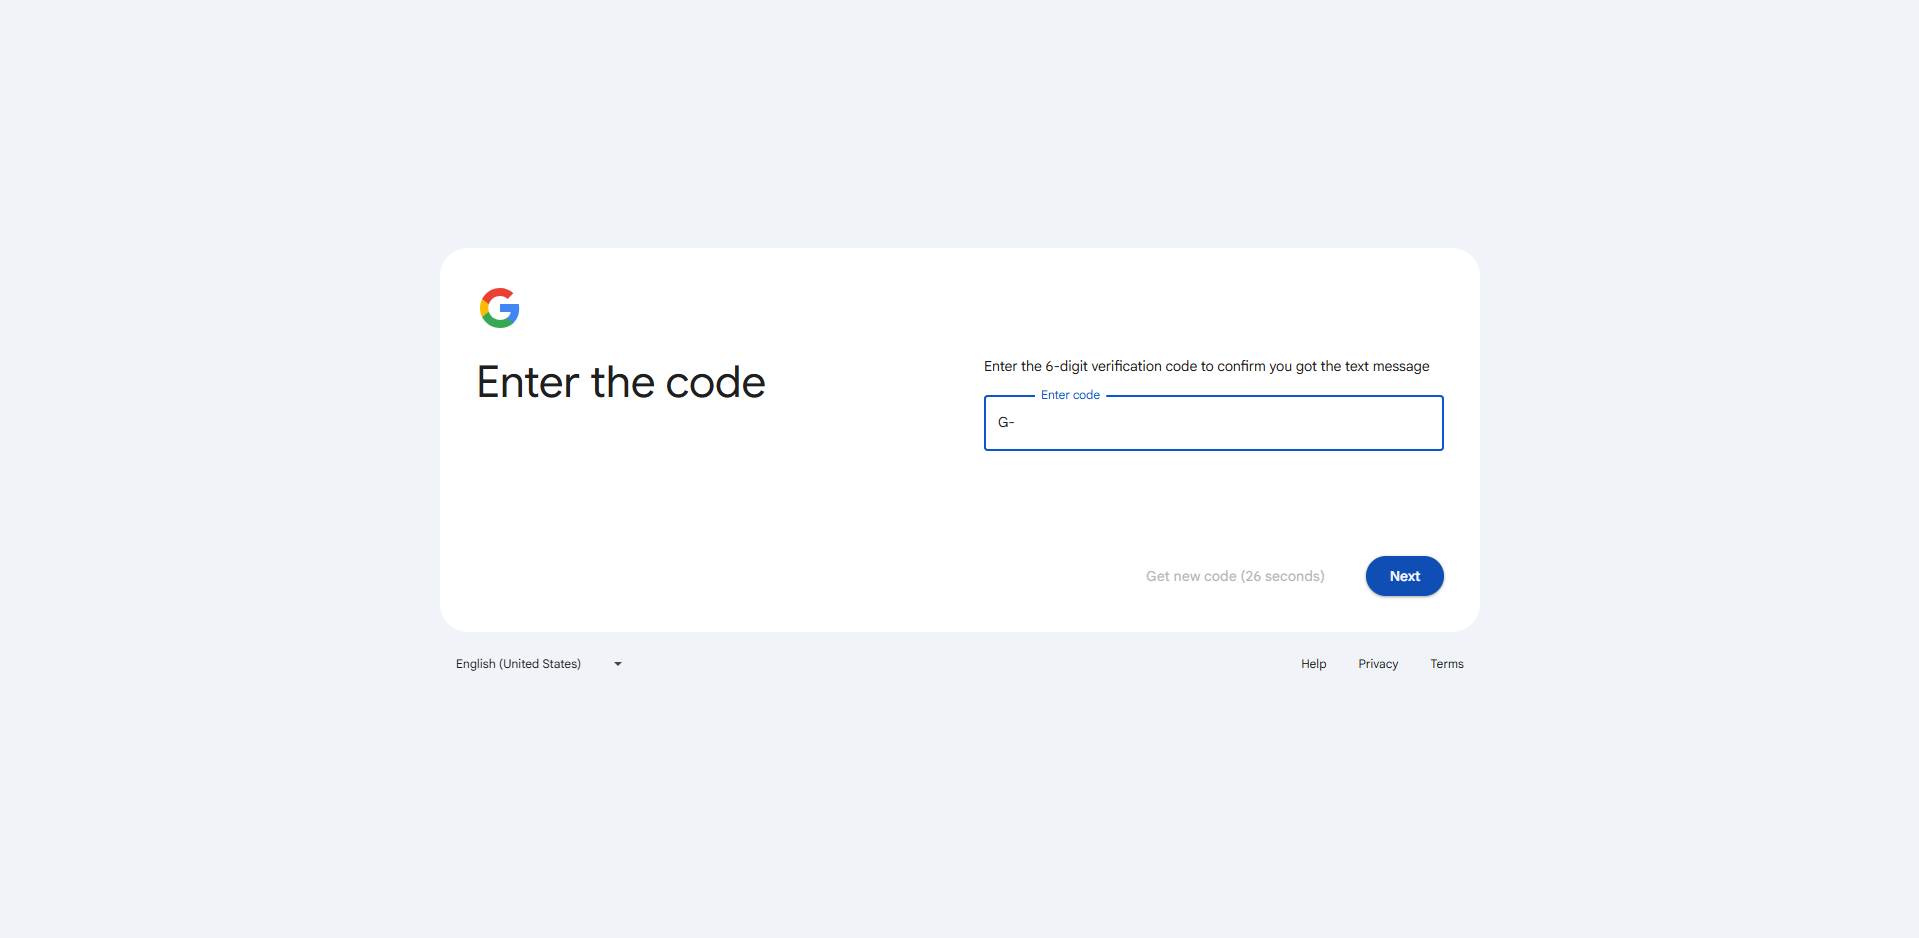 Enter the code
Enter the 6-digit verification code to confirm you got the text message
Enter code
G-
Get new code (26 seconds)
Next
English (United States)
Help
Privacy
Terms